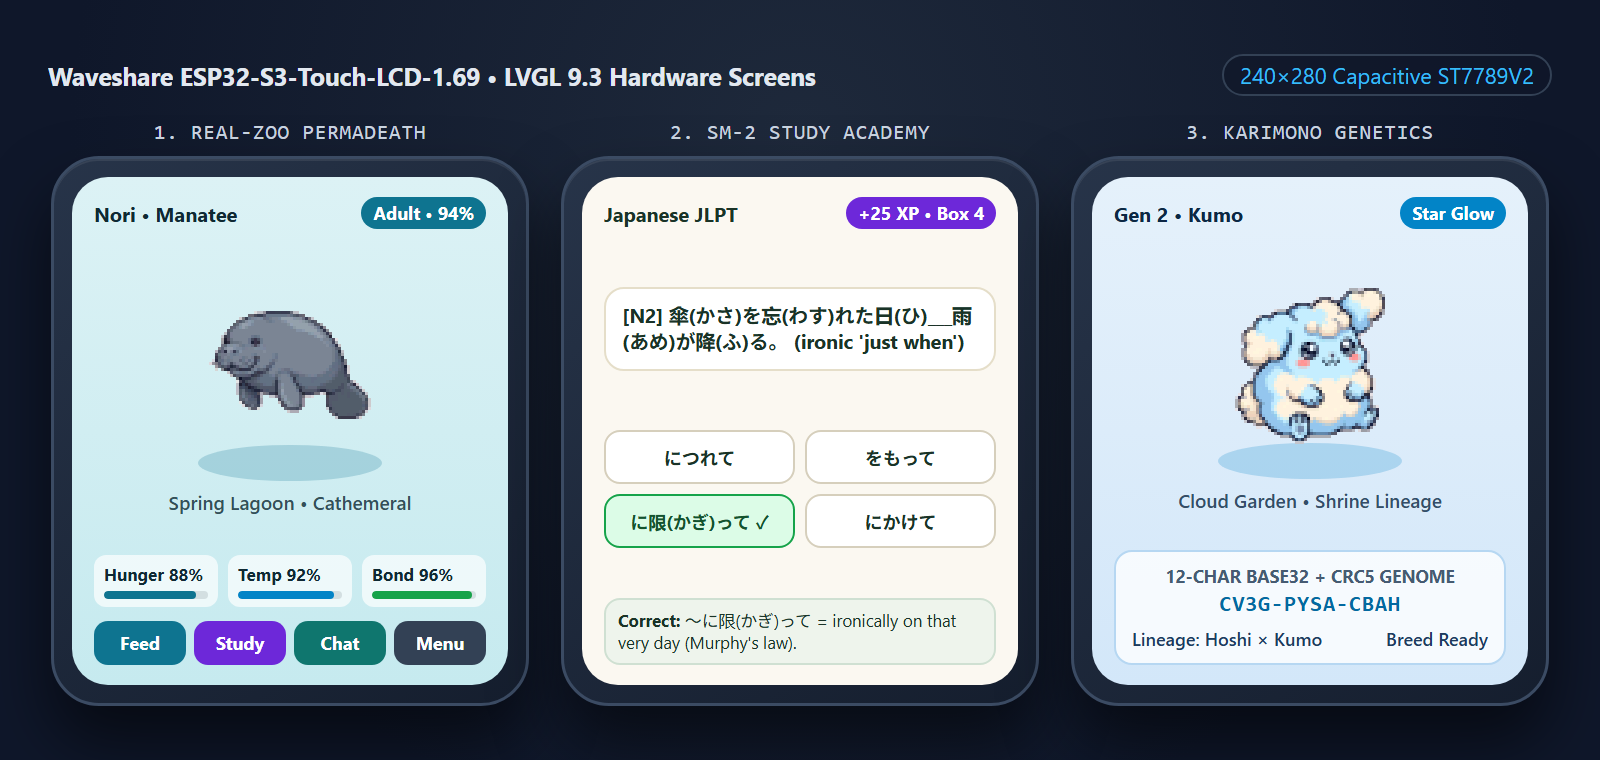 Waveshare ESP32-S3-Touch-LCD-1.69 • LVGL 9.3 Hardware Screens
240×280 Capacitive ST7789V2
1. REAL-ZOO PERMADEATH
Nori • Manatee
Adult • 94%
Spring Lagoon • Cathemeral
Hunger 88%
Temp 92%
Bond 96%
Feed
Study
Chat
Menu
2. SM-2 STUDY ACADEMY
Japanese JLPT
+25 XP • Box 4
[N2] 傘(かさ)を忘(わす)れた日(ひ)__雨
(あめ)が降(ふ)る。 (ironic 'just when')
につれて
をもって
に限(かぎ)って ✓
にかけて
Correct: 〜に限(かぎ)って = ironically on that
very day (Murphy's law).
3. KARIMONO GENETICS
Gen 2 • Kumo
Star Glow
Cloud Garden • Shrine Lineage
12-CHAR BASE32 + CRC5 GENOME
CV3G-PYSA-CBAH
Lineage: Hoshi × Kumo
Breed Ready